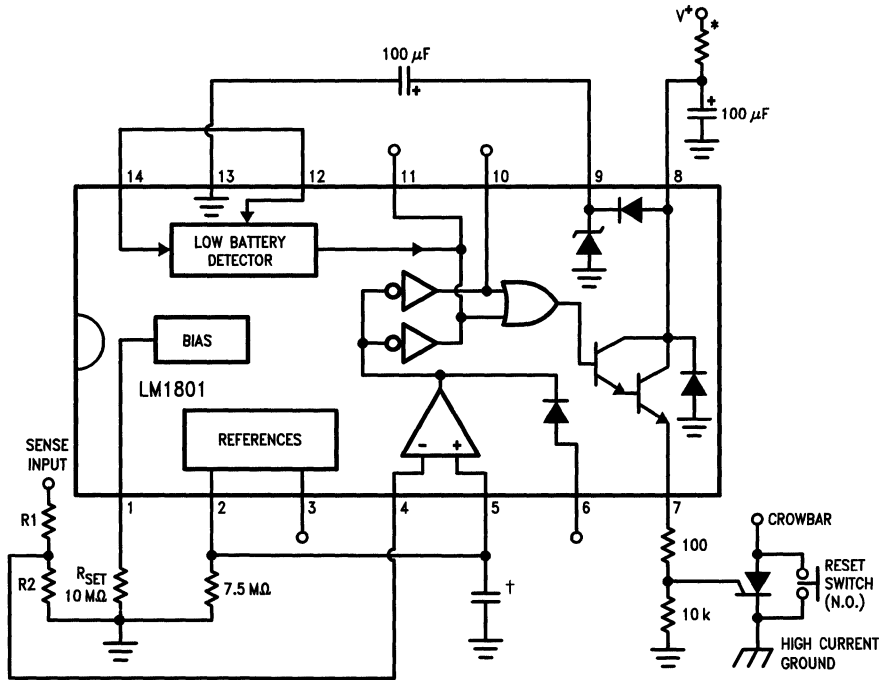 V+
*
100 µF
+
+
100 µF
14
13
12
11
10
9
8
LOW BATTERY
DETECTOR
BIAS
LM1801
REFERENCES
-
+
SENSE
INPUT
1
2
3
4
5
6
7
R1
R2
RSET
10 MΩ
7.5 MΩ
†
100
10 k
CROWBAR
RESET
SWITCH
(N.O.)
HIGH CURRENT
GROUND